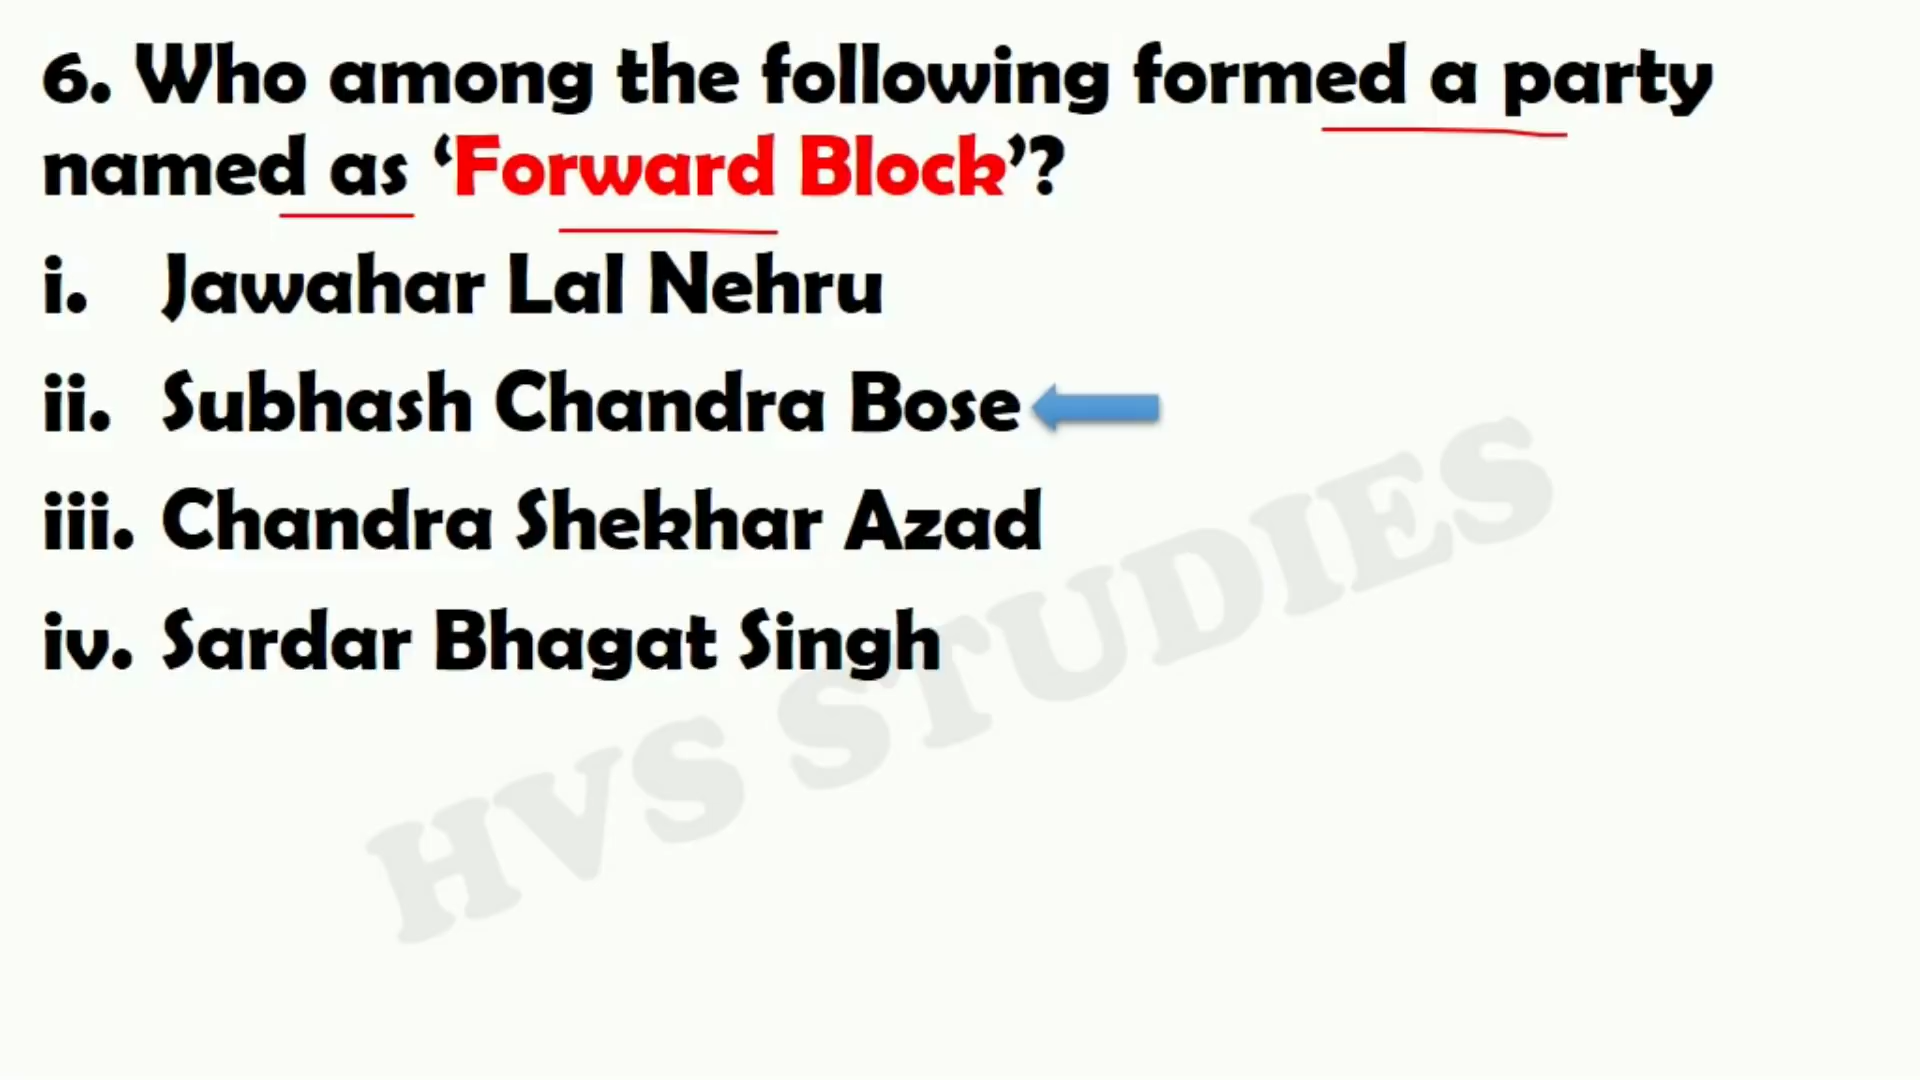 6. Who among the following formed a party
named as ‘Forward Block’?
i. Jawahar Lal Nehru
ii. Subhash Chandra Bose
iii. Chandra Shekhar Azad
iv. Sardar Bhagat Singh
HVS STUDIES